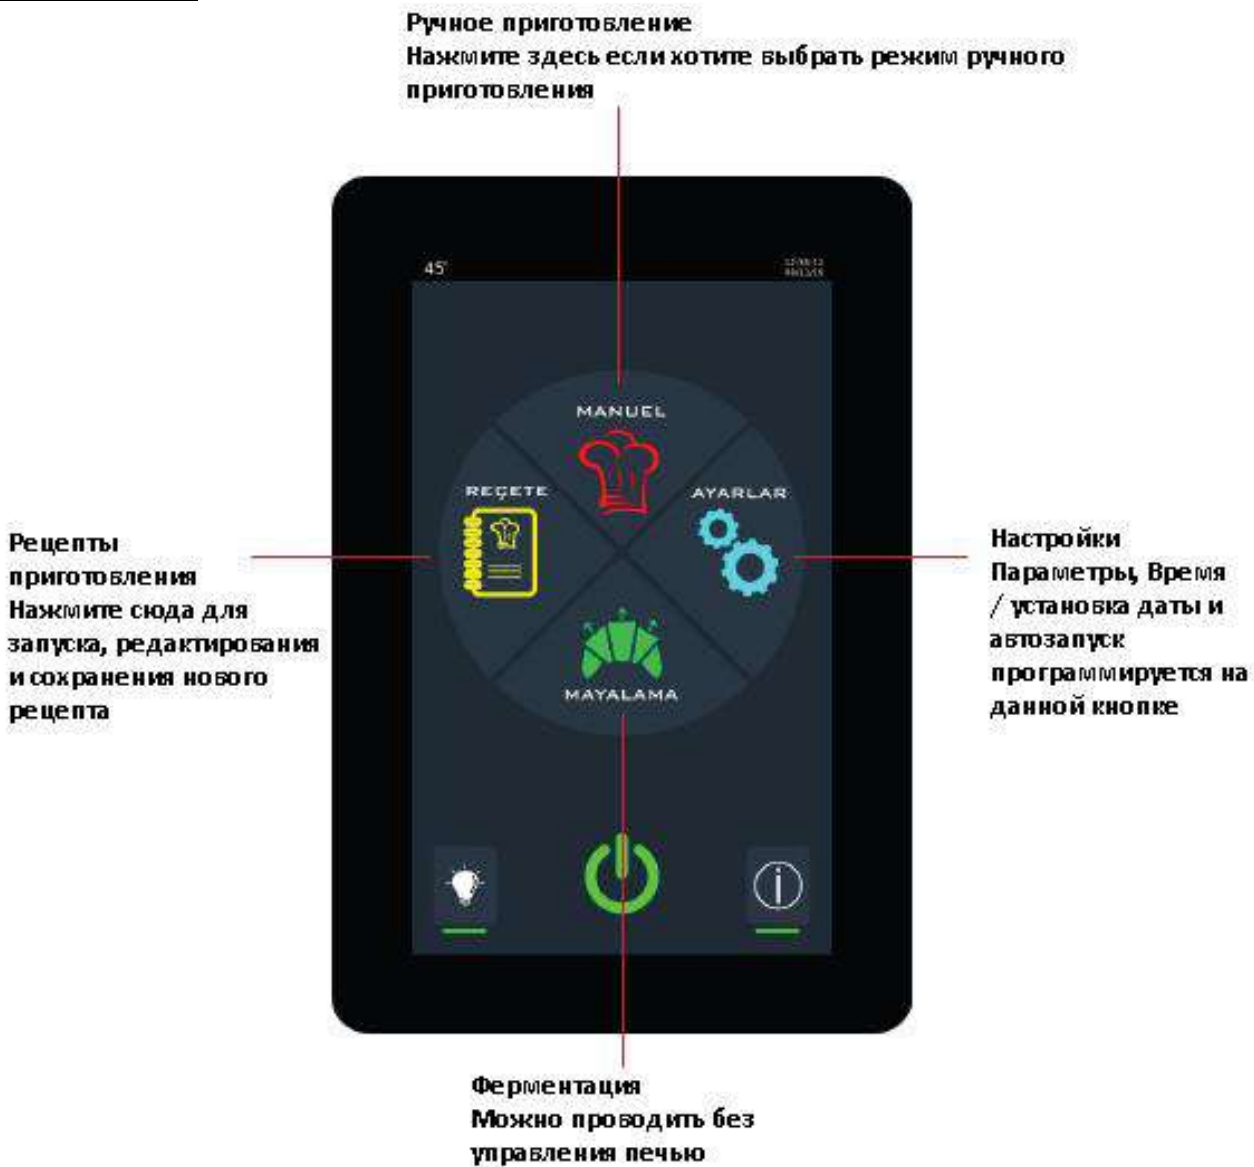 Ручное приготовление
Нажмите здесь если хотите выбрать режим ручного
приготовления
45°
MANUEL
REÇETE
AYARLAR
MAYALAMA
Рецепты
приготовления
Нажмите сюда для
запуска, редактирования
и сохранения нового
рецепта
Настройки
Параметры, Время
/ установка даты и
автозапуск
программируется на
данной кнопке
Ферментация
Можно проводить без
управления печью